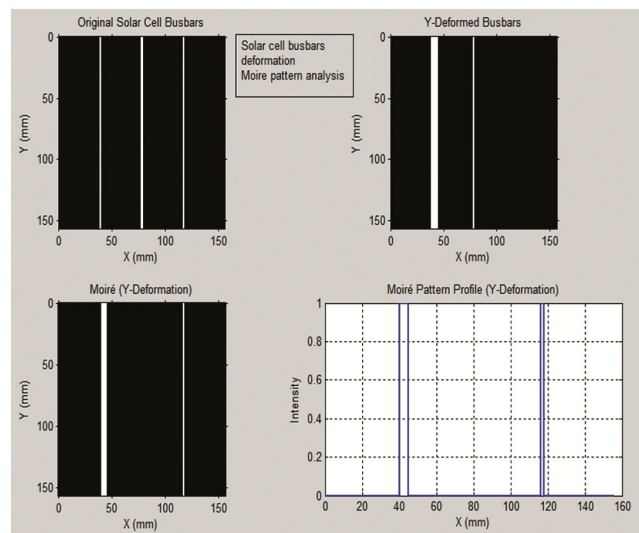 Original Solar Cell Busbars
0
50
100
150
Y (mm)
0 50 100 150
X (mm)
Solar cell busbars
deformation
Moire pattern analysis
Y-Deformed Busbars
0
50
100
150
Y (mm)
0 50 100 150
X (mm)
Moiré (Y-Deformation)
0
50
100
150
Y (mm)
0 50 100 150
X (mm)
Moiré Pattern Profile (Y-Deformation)
1
0.8
0.6
0.4
0.2
0
Intensity
0 20 40 60 80 100 120 140 160
X (mm)